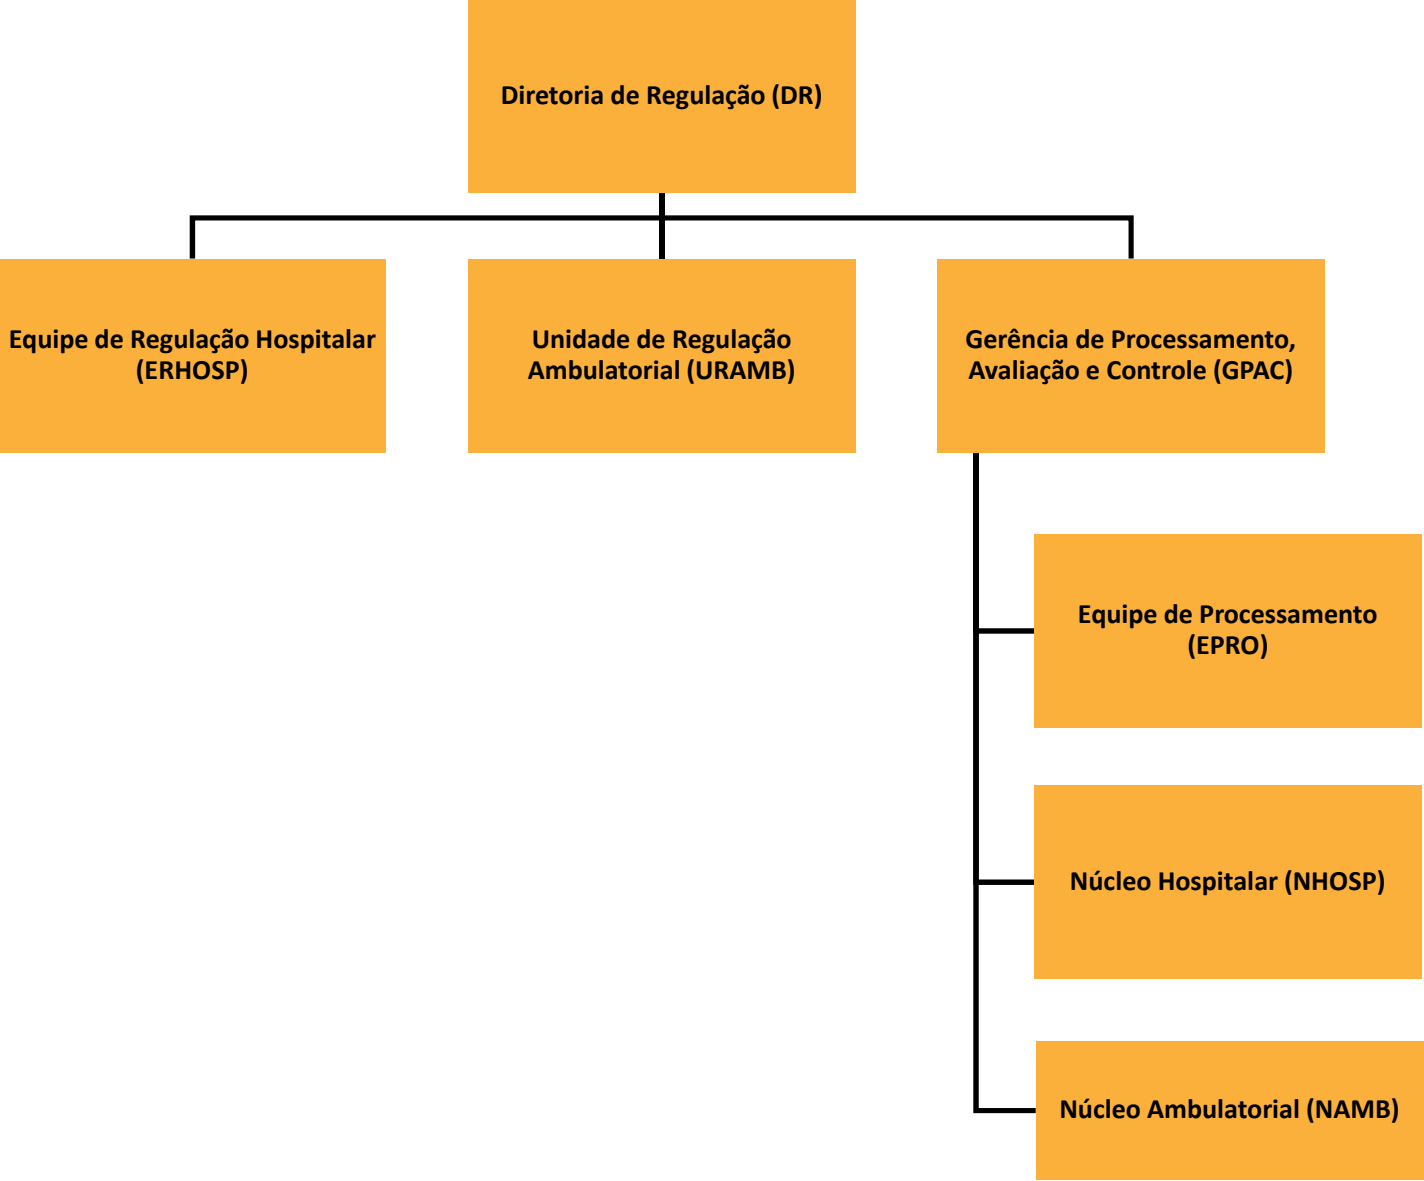 Diretoria de Regulação (DR)
Equipe de Regulação Hospitalar
(ERHOSP)
Unidade de Regulação
Ambulatorial (URAMB)
Gerência de Processamento,
Avaliação e Controle (GPAC)
Equipe de Processamento
(EPRO)
Núcleo Hospitalar (NHOSP)
Núcleo Ambulatorial (NAMB)